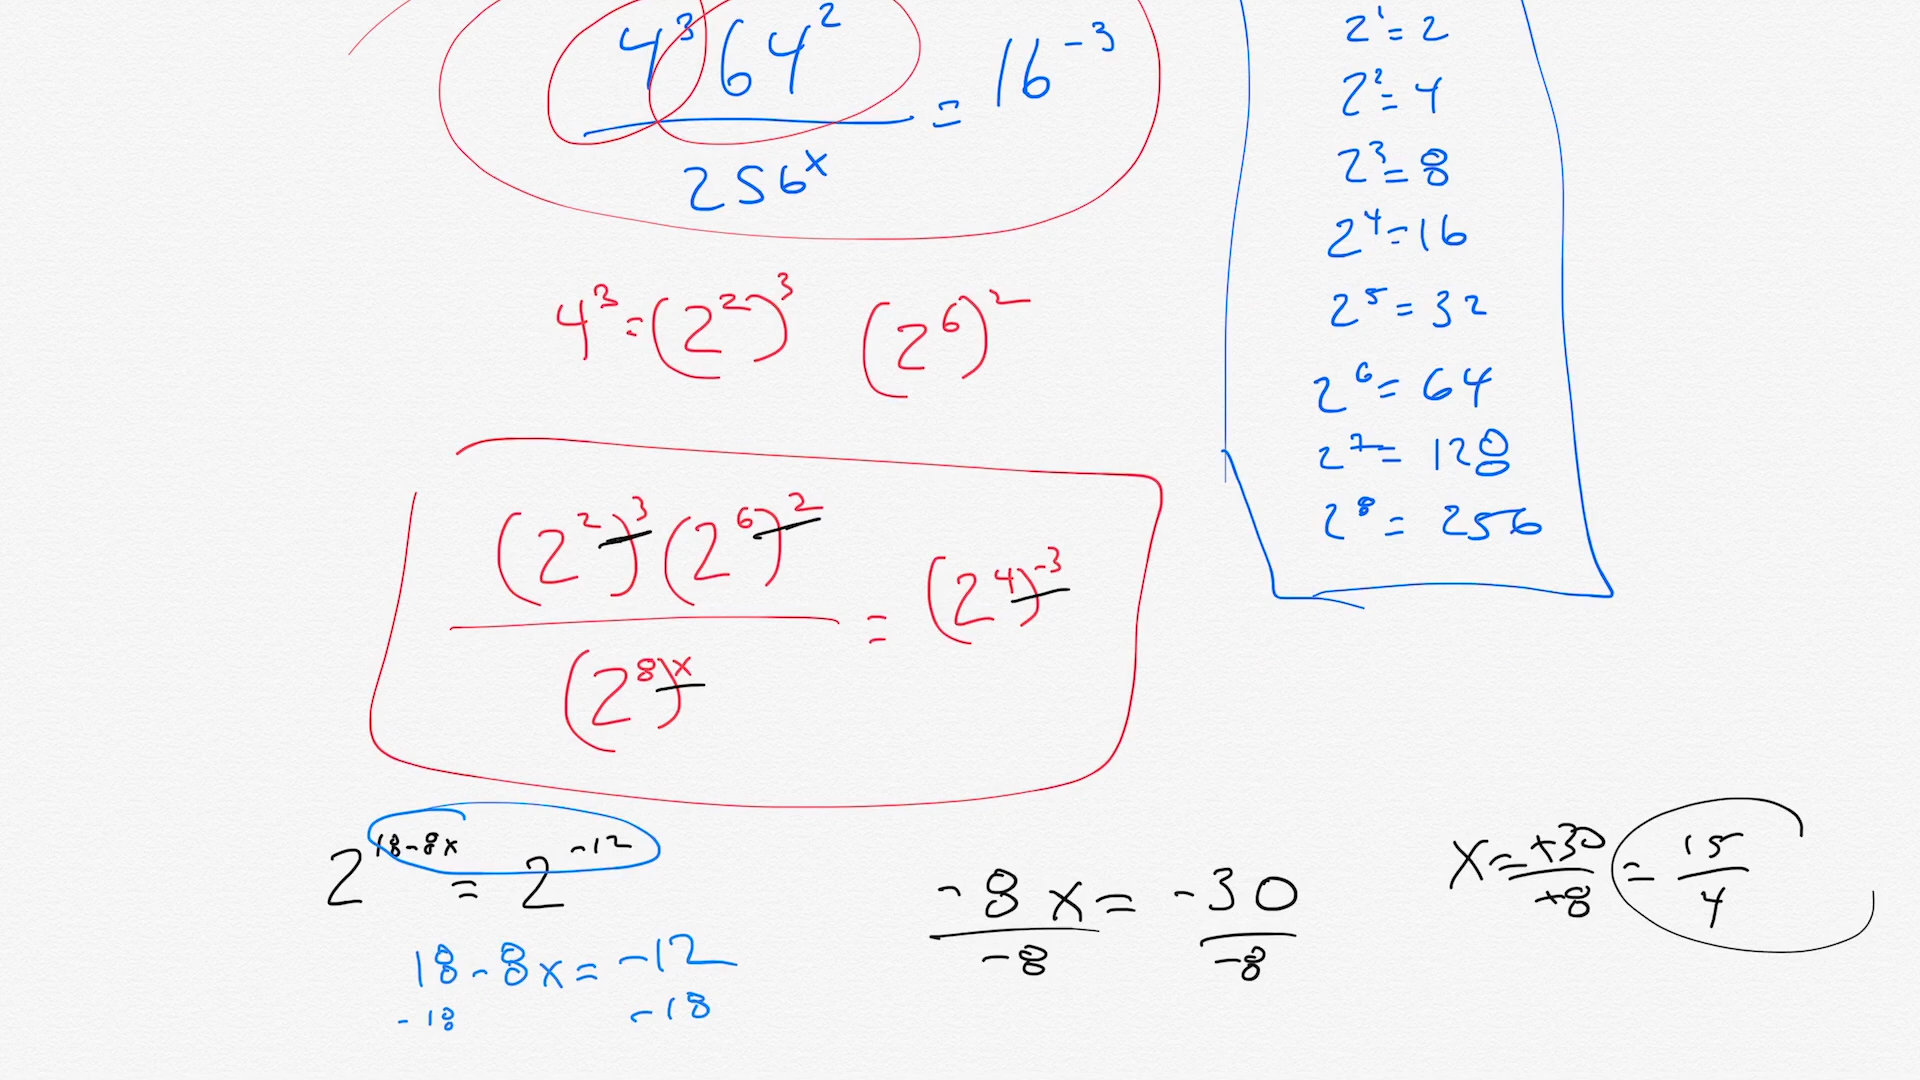 4³ 64² / 256ˣ = 16⁻³
4³ = (2²)³ (2⁶)²
(2²)³ (2⁶)² / (2⁸)ˣ = (2⁴)⁻³
2¹⁸⁻⁸ˣ = 2⁻¹²
18 - 8x = -12
-18 -18
-8x / -8 = -30 / -8
x = +30 / +8 = 15 / 4
2¹ = 2
2² = 4
2³ = 8
2⁴ = 16
2⁵ = 32
2⁶ = 64
2⁷ = 128
2⁸ = 256